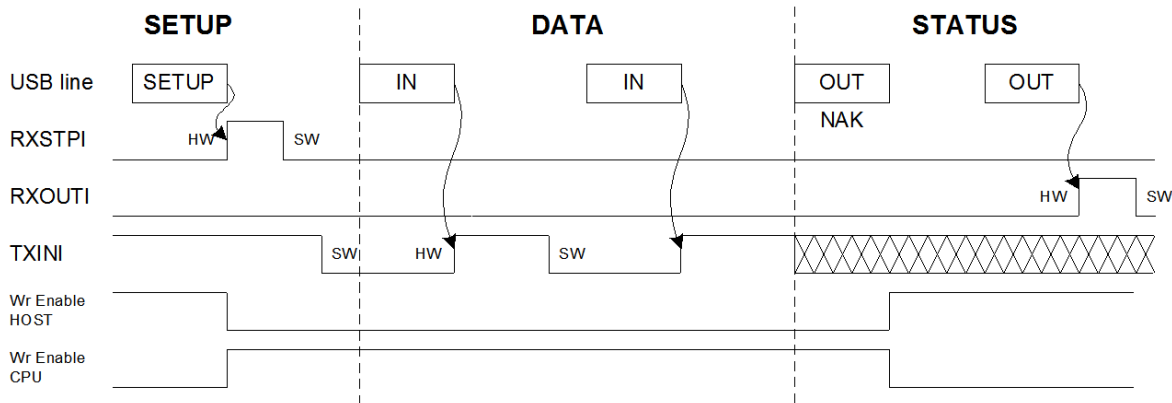 SETUP DATA STATUS
USB line SETUP IN IN OUT OUT
NAK
RXSTPI HW SW
RXOUTI HW SW
TXINI SW HW SW
Wr Enable
HOST
Wr Enable
CPU